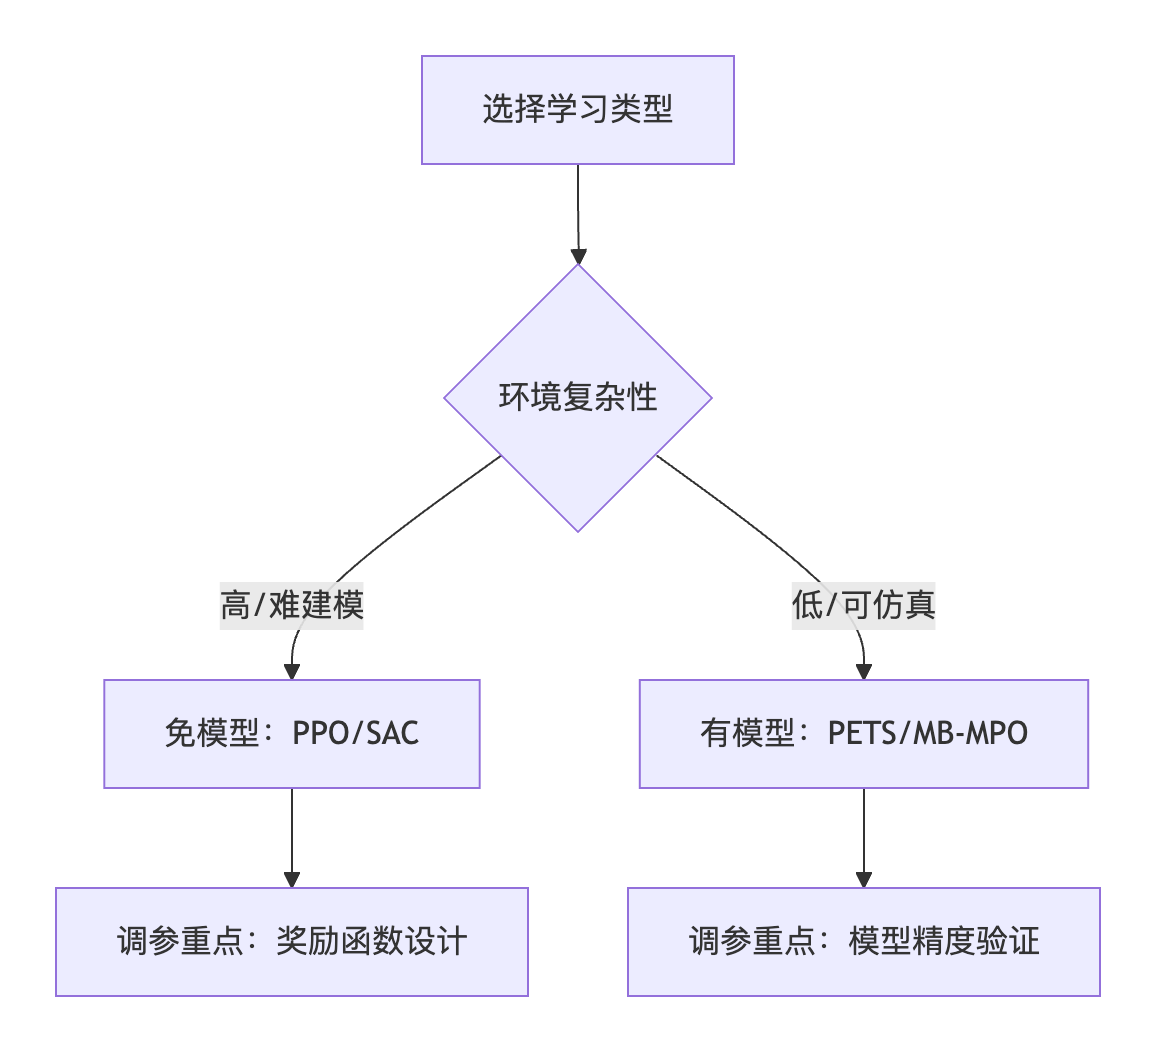 选择学习类型
环境复杂性
高/难建模
低/可仿真
免模型：PPO/SAC
有模型：PETS/MB-MPO
调参重点：奖励函数设计
调参重点：模型精度验证